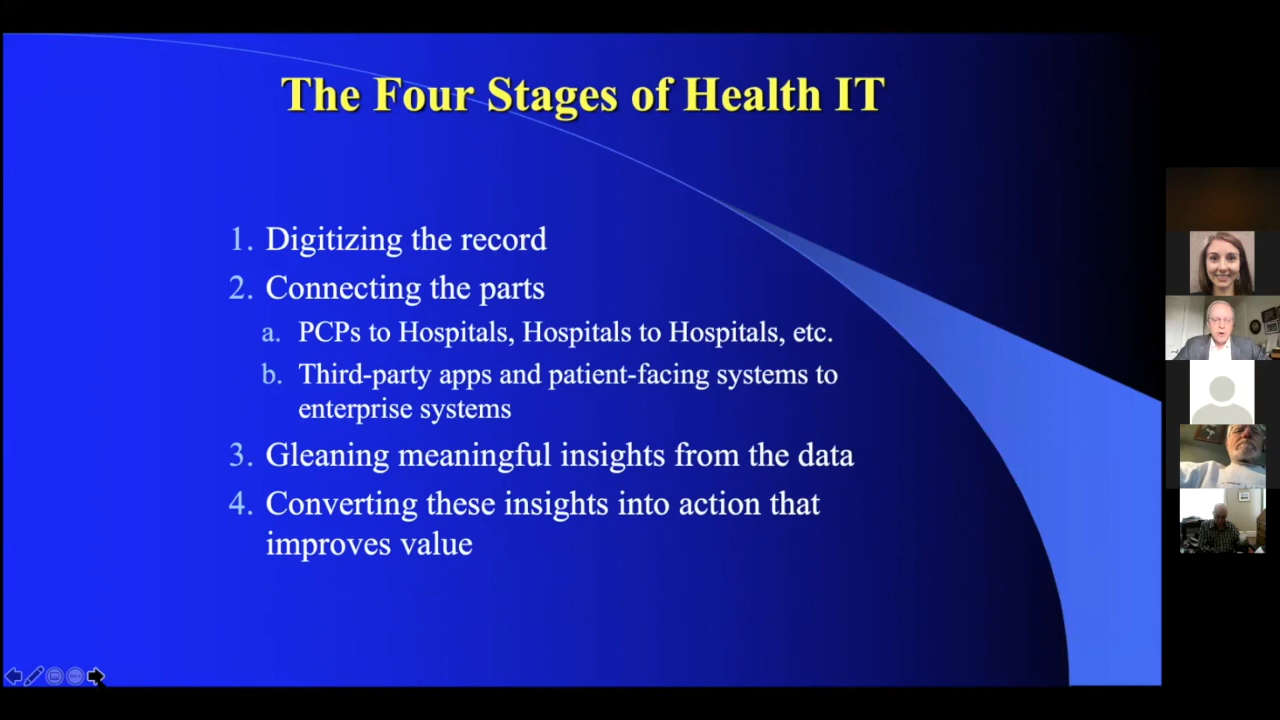 The Four Stages of Health IT
1. Digitizing the record
2. Connecting the parts
a. PCPs to Hospitals, Hospitals to Hospitals, etc.
b. Third-party apps and patient-facing systems to
enterprise systems
3. Gleaning meaningful insights from the data
4. Converting these insights into action that
improves value